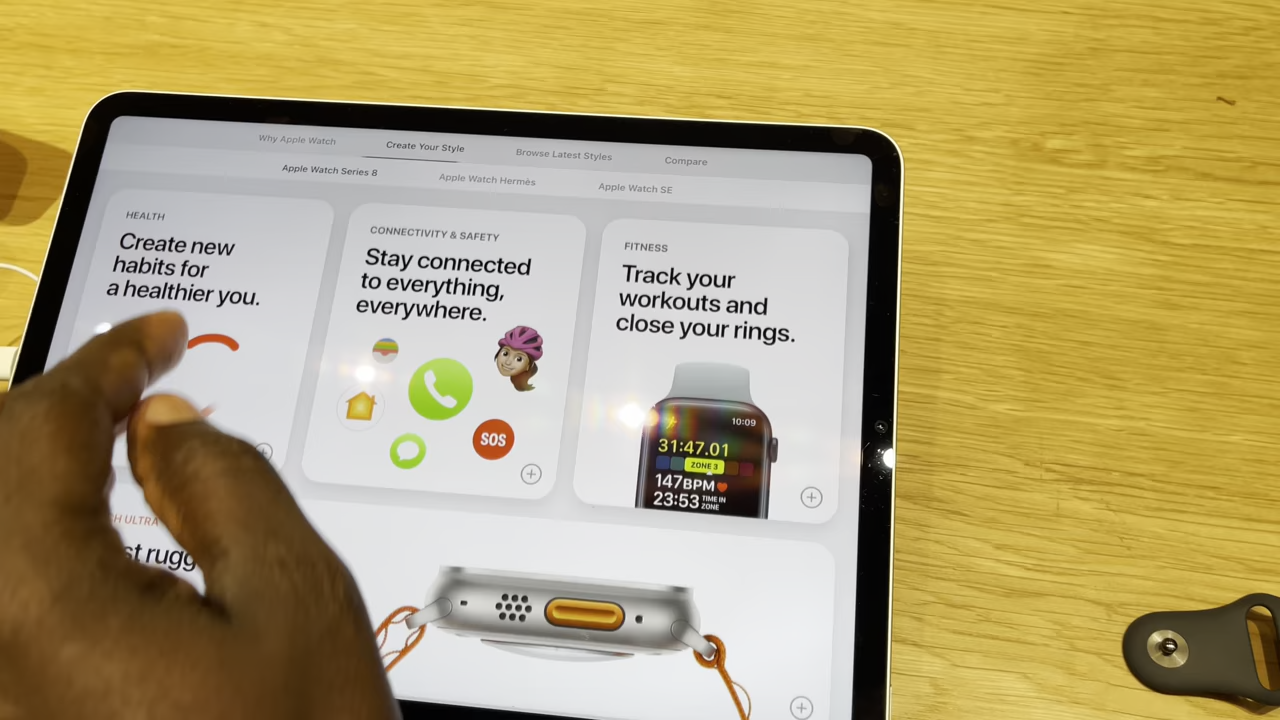 Why Apple Watch
Create Your Style
Browse Latest Styles
Compare
Apple Watch Series 8
Apple Watch Hermès
Apple Watch SE
HEALTH
Create new
habits for
a healthier you.
CONNECTIVITY & SAFETY
Stay connected
to everything,
everywhere.
SOS
FITNESS
Track your
workouts and
close your rings.
10:09
31:47.01
ZONE 3
147BPM
23:53 TIME IN
ZONE
ULTRA